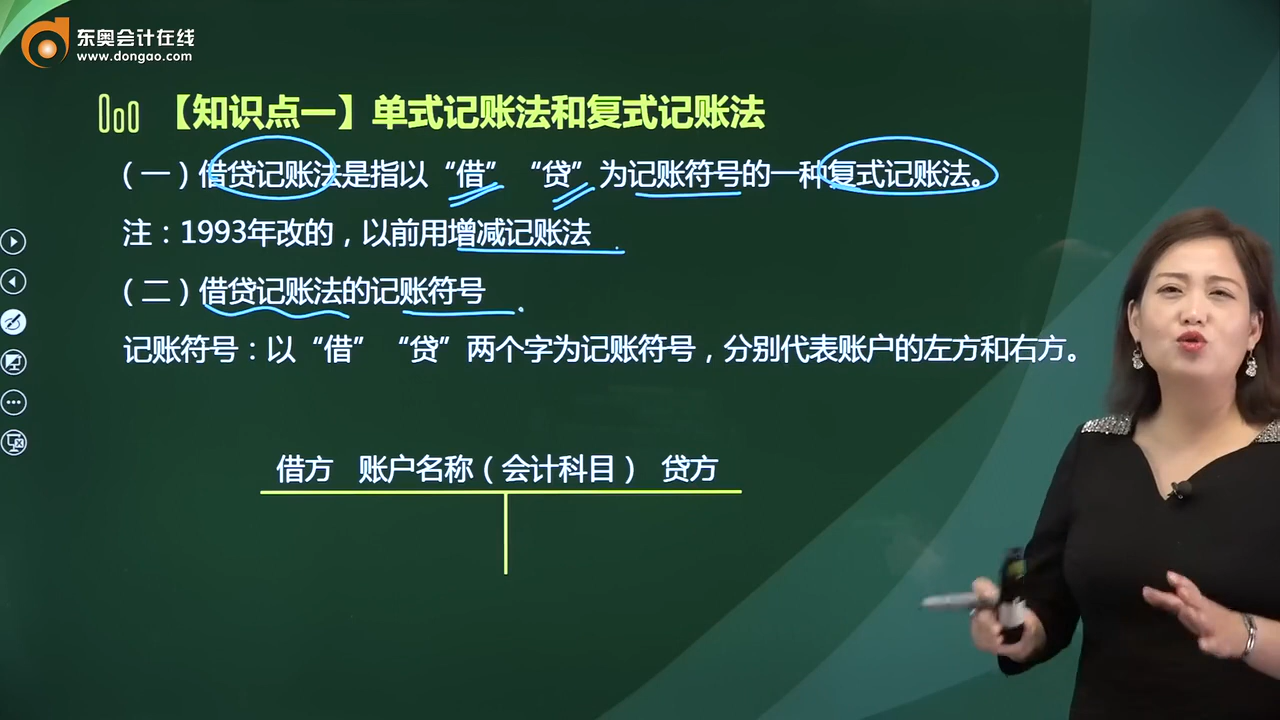 东奥会计在线
www.dongao.com
【知识点一】单式记账法和复式记账法
（一）借贷记账法是指以“借”“贷”为记账符号的一种复式记账法。
注：1993年改的，以前用增减记账法
（二）借贷记账法的记账符号
记账符号：以“借”“贷”两个字为记账符号，分别代表账户的左方和右方。
借方 账户名称（会计科目） 贷方